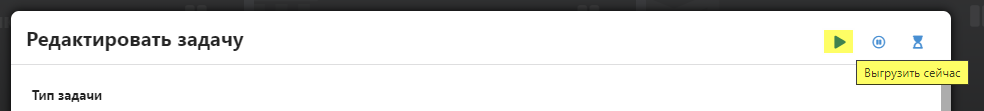 Редактировать задачу
Выгрузить сейчас
Тип задачи